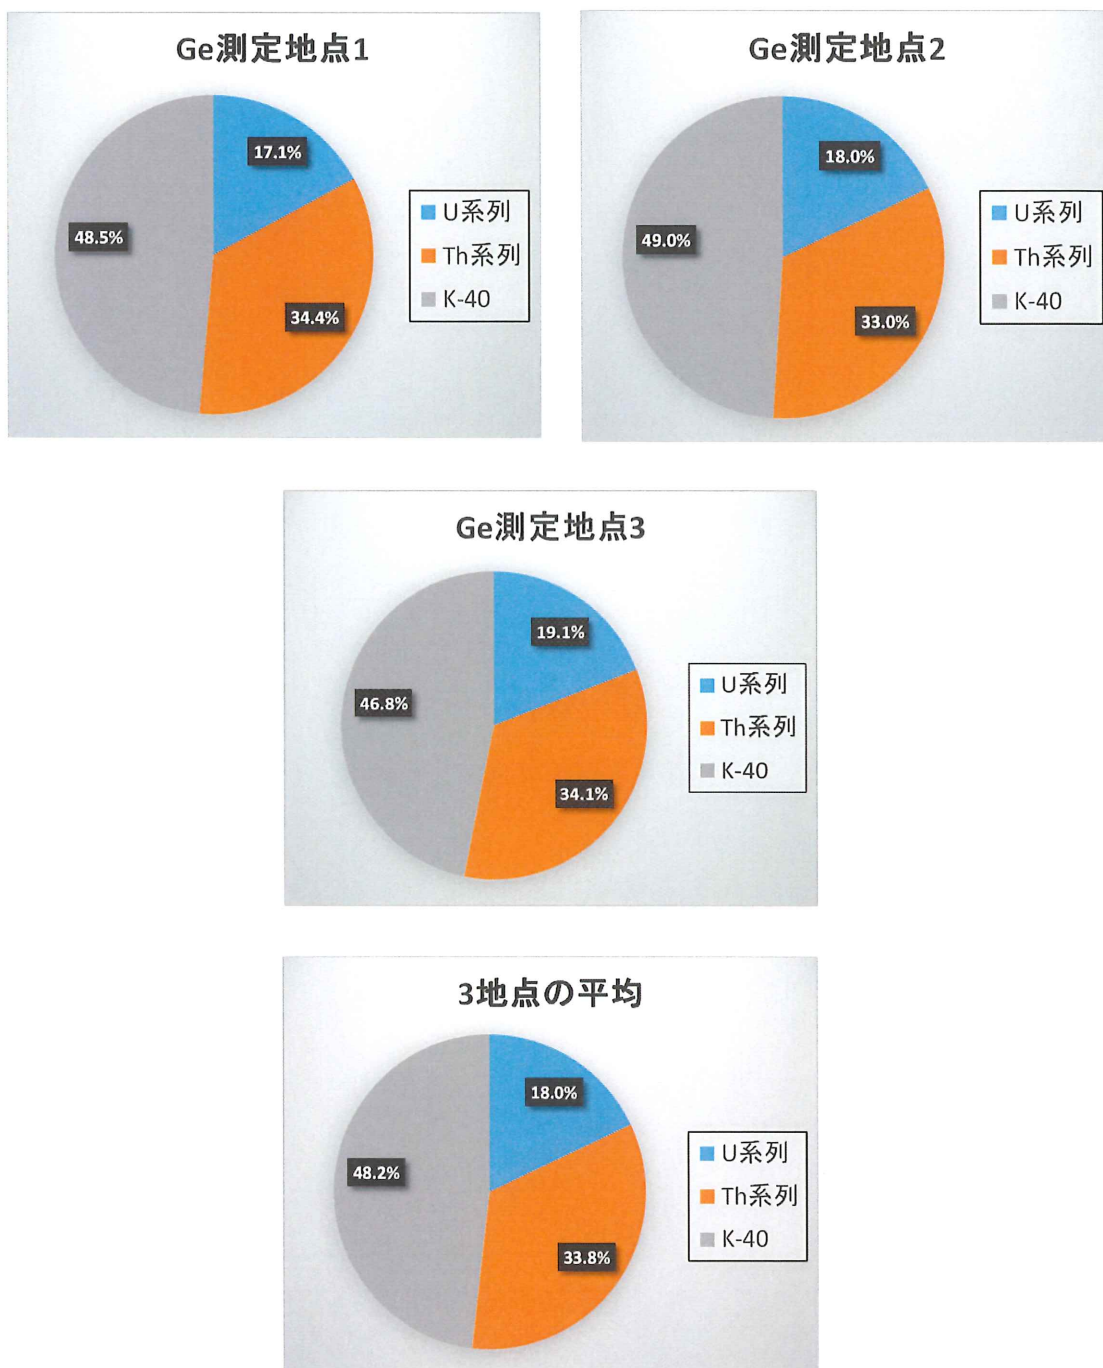 Ge測定地点1
17.1%
48.5%
34.4%
U系列
Th系列
K-40
Ge測定地点2
18.0%
49.0%
33.0%
U系列
Th系列
K-40
Ge測定地点3
19.1%
46.8%
34.1%
U系列
Th系列
K-40
3地点の平均
18.0%
48.2%
33.8%
U系列
Th系列
K-40